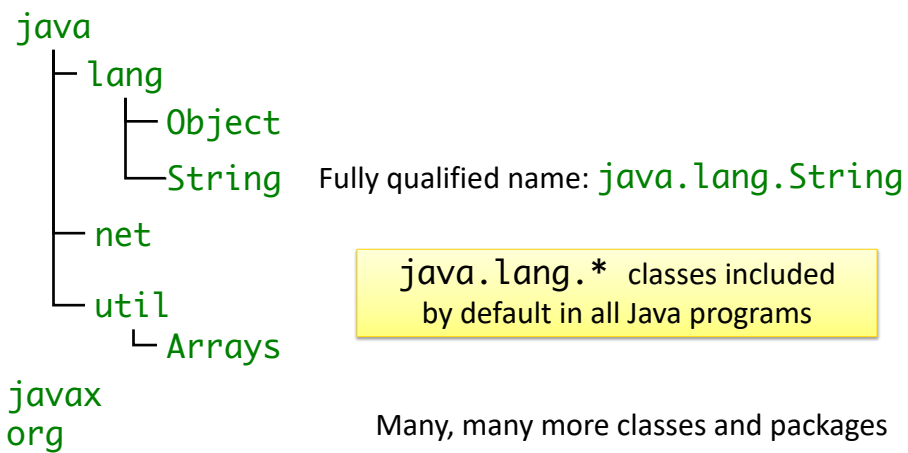 java
lang
Object
String Fully qualified name: java.lang.String
net
java.lang.* classes included
by default in all Java programs
util
Arrays
javax
org
Many, many more classes and packages